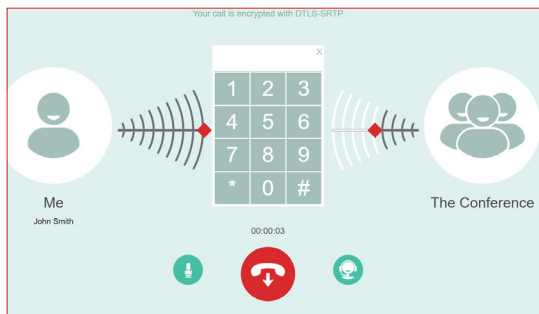 Your call is encrypted with DTLS-SRTP
X
1 2 3
4 5 6
7 8 9
* 0 #
Me
John Smith
The Conference
00:00:03